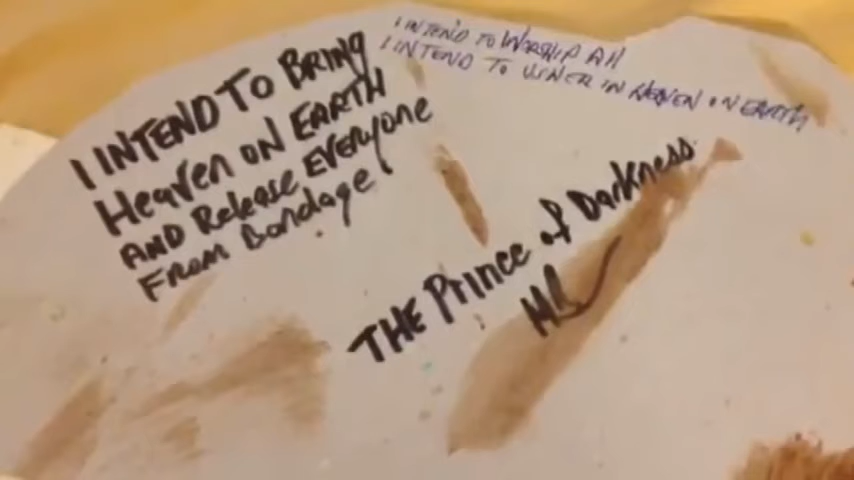 I INTEND TO BRING
Heaven ON EARTH
AND Release EVERYone
From Bondage
I INTEND TO WORSHIP All
I INTEND TO IN HEAVEN ON EARTH
THE Prince of Darkness